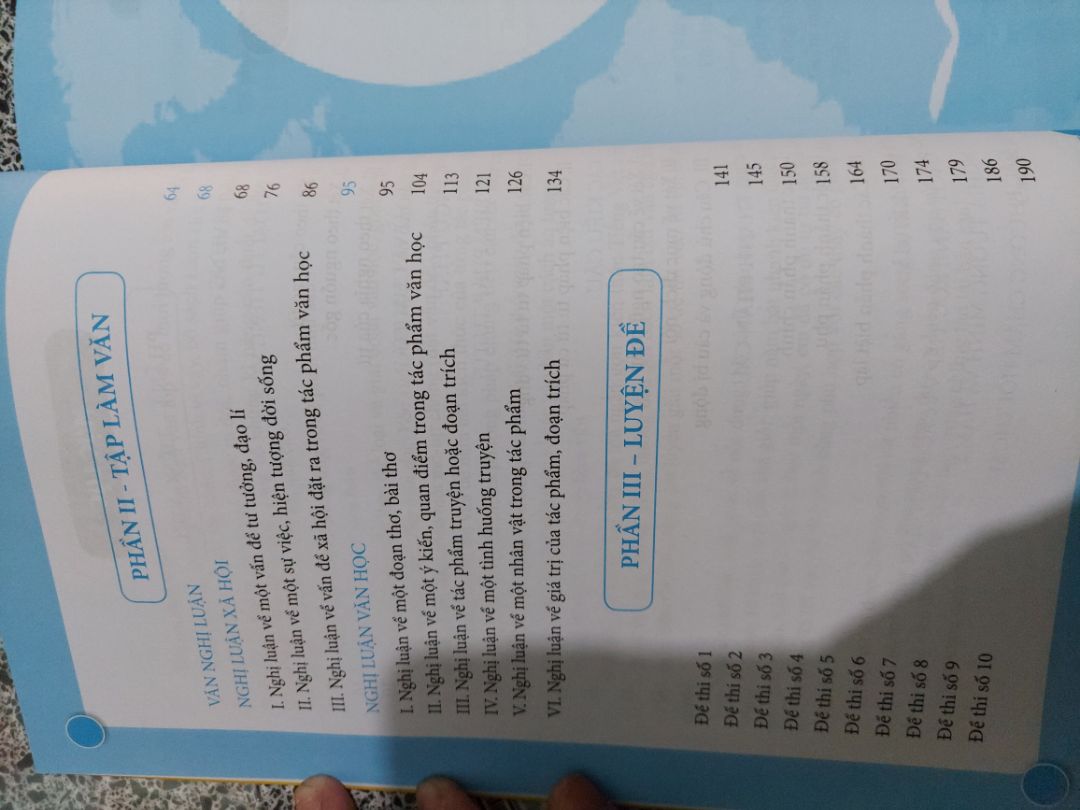 PHẦN II - TẬP LÀM VĂN
VĂN NGHỊ LUẬN 64
NGHỊ LUẬN XÃ HỘI 68
I. Nghị luận về một vấn đề tư tưởng, đạo lí 68
II. Nghị luận về một sự việc, hiện tượng đời sống 76
III. Nghị luận về vấn đề xã hội đặt ra trong tác phẩm văn học 86
NGHỊ LUẬN VĂN HỌC 95
I. Nghị luận về một đoạn thơ, bài thơ 95
II. Nghị luận về một ý kiến, quan điểm trong tác phẩm văn học 104
III. Nghị luận về tác phẩm truyện hoặc đoạn trích 113
IV. Nghị luận về một tình huống truyện 121
V. Nghị luận về một nhân vật trong tác phẩm 126
VI. Nghị luận về giá trị của tác phẩm, đoạn trích 134
PHẦN III – LUYỆN ĐỀ
Đề thi số 1 141
Đề thi số 2 145
Đề thi số 3 150
Đề thi số 4 158
Đề thi số 5 164
Đề thi số 6 170
Đề thi số 7 174
Đề thi số 8 179
Đề thi số 9 186
Đề thi số 10 190